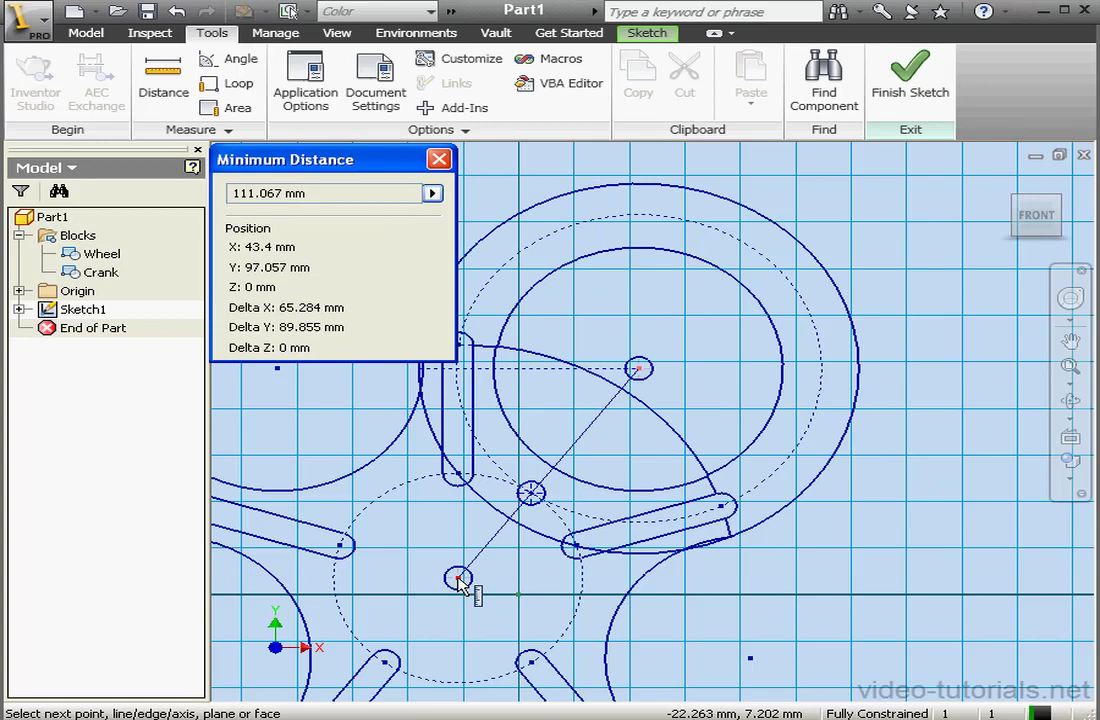 Color
Part1
Type a keyword or phrase
PRO
Model Inspect Tools Manage View Environments Vault Get Started Sketch
Inventor Studio
AEC Exchange
Distance
Angle
Loop
Area
Application Options
Document Settings
Customize
Links
Add-Ins
Macros
VBA Editor
Copy
Cut
Paste
Find Component
Finish Sketch
Begin Measure Options Clipboard Find Exit
Model
Part1
Blocks
Wheel
Crank
Origin
Sketch1
End of Part
Minimum Distance
111.067 mm
Position
X: 43.4 mm
Y: 97.057 mm
Z: 0 mm
Delta X: 65.284 mm
Delta Y: 89.855 mm
Delta Z: 0 mm
FRONT
Y
X
video-tutorials.net
Select next point, line/edge/axis, plane or face
-22.263 mm, 7.202 mm Fully Constrained 1 1